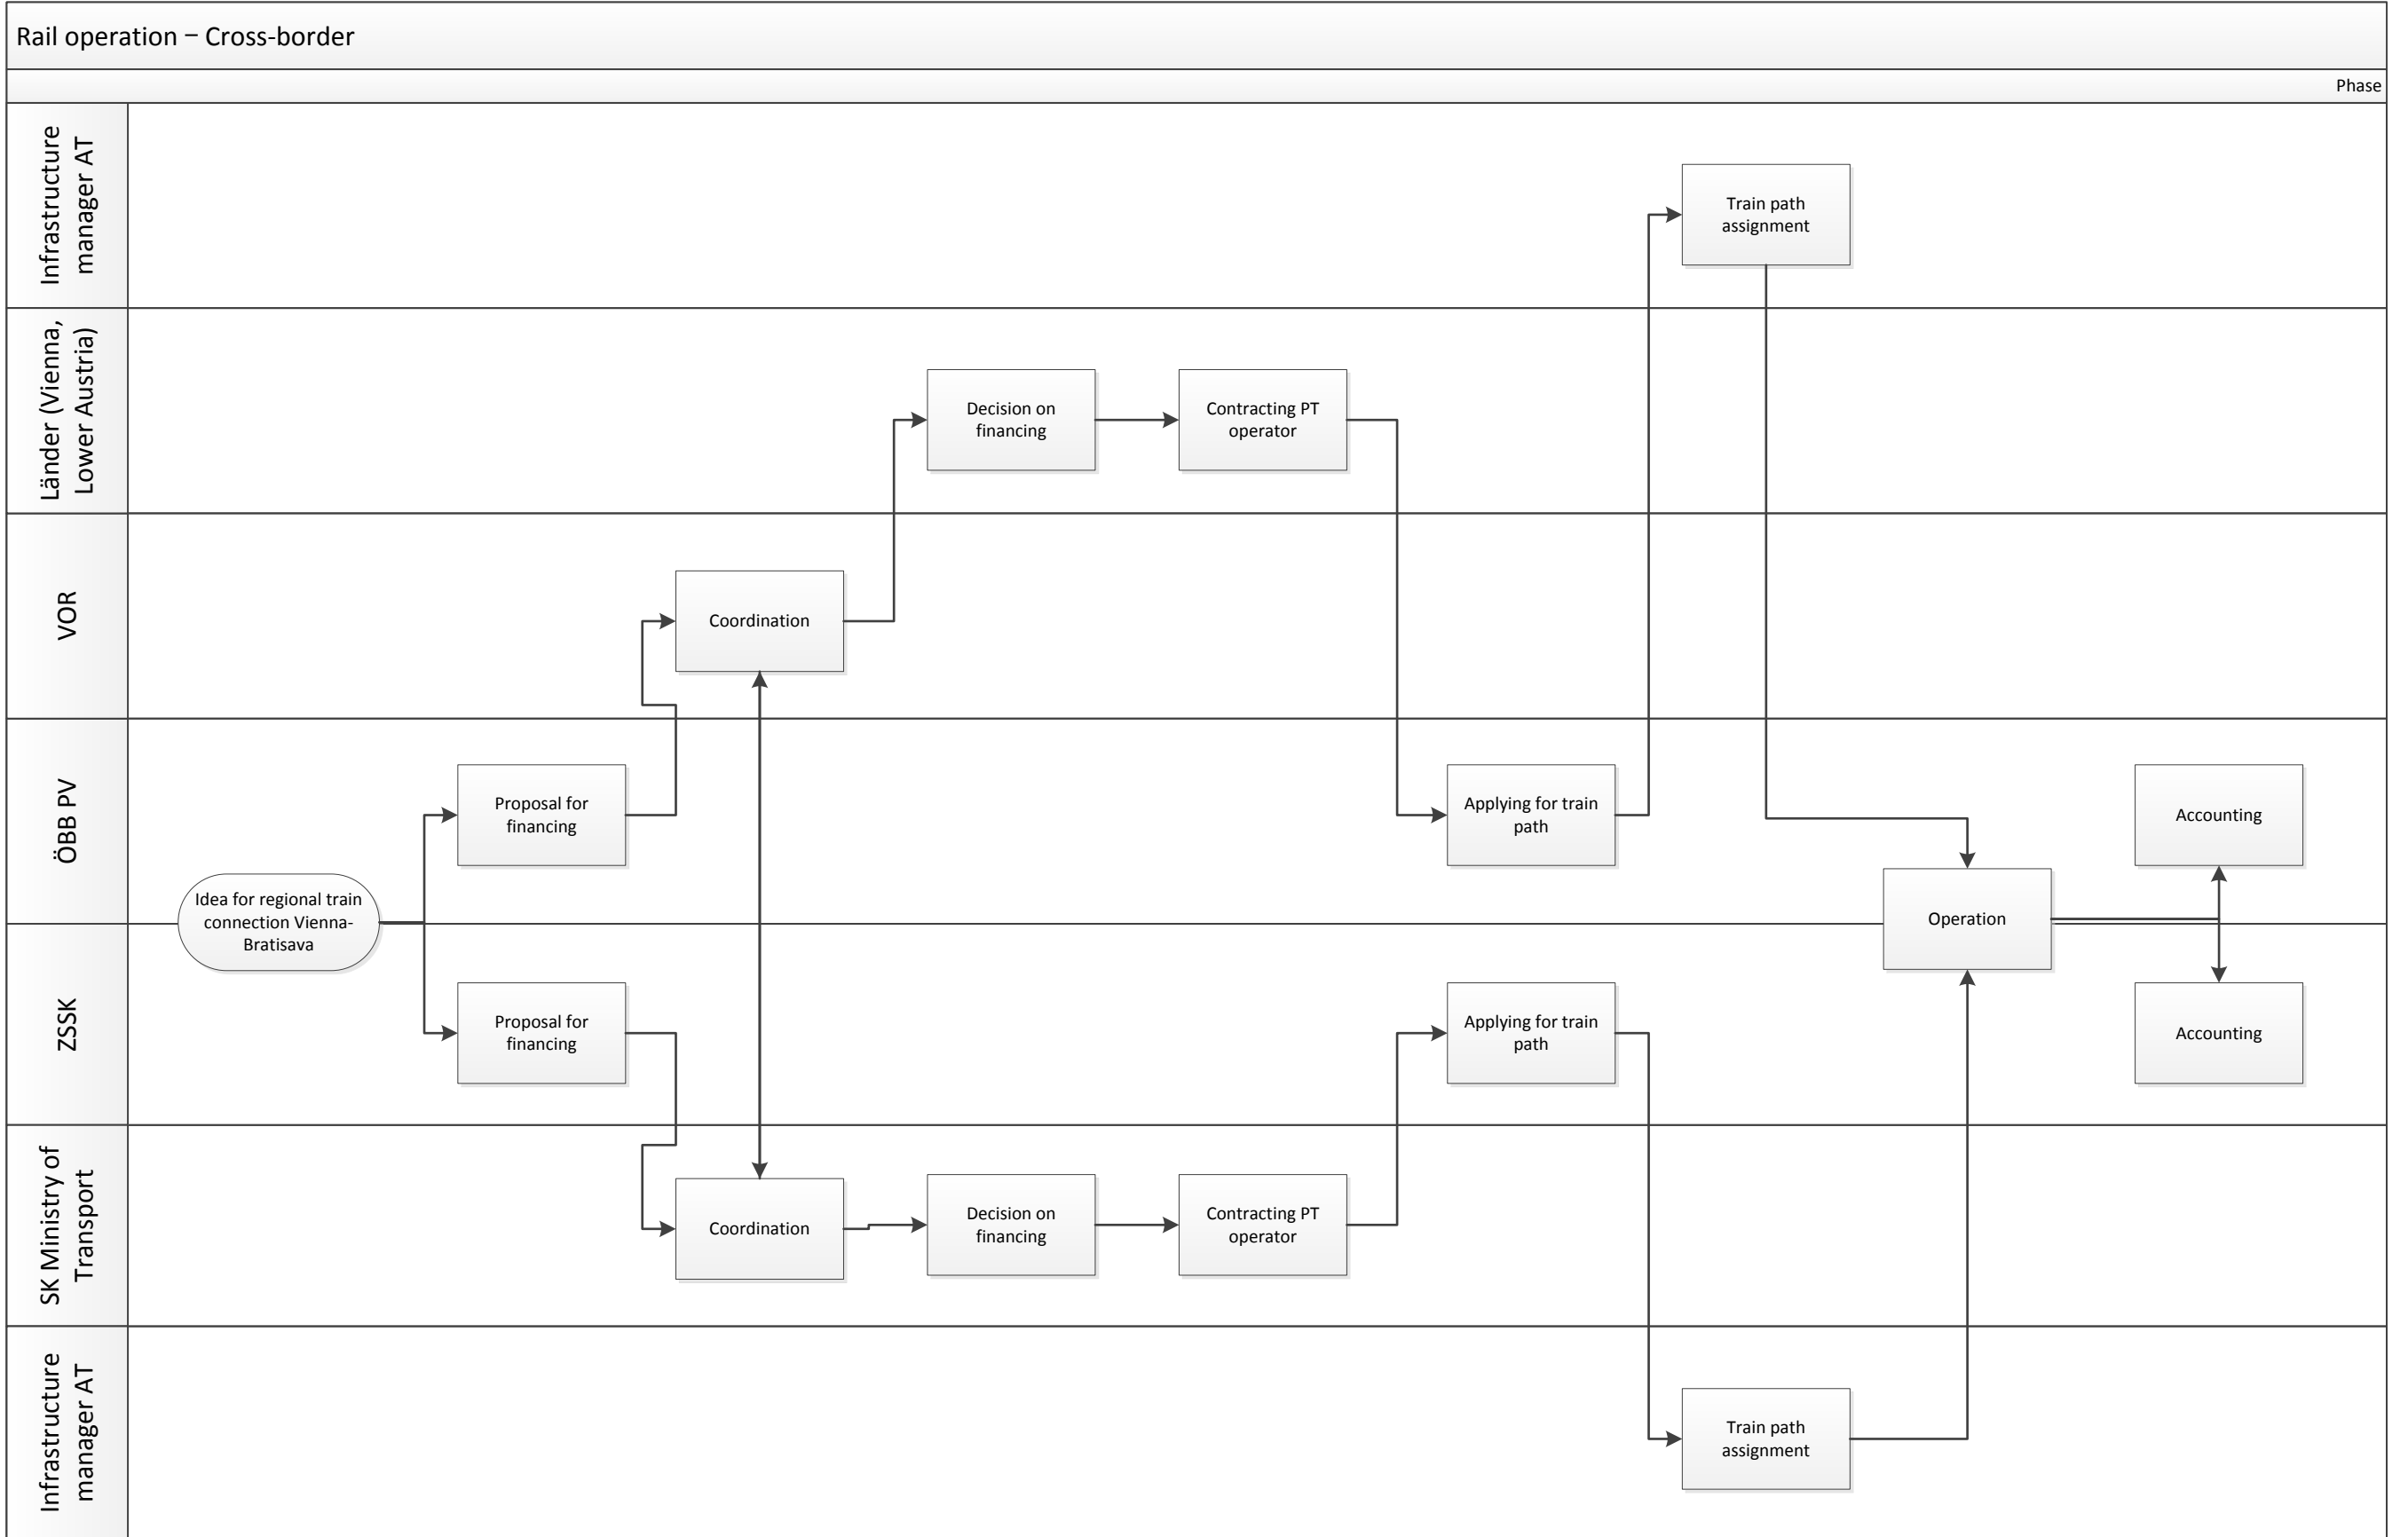 Rail operation – Cross-border
Phase
Infrastructure
manager AT
Train path
assignment
Länder (Vienna,
Lower Austria)
Decision on
financing
Contracting PT
operator
VOR
Coordination
ÖBB PV
Proposal for
financing
Applying for train
path
Accounting
Idea for regional train
connection Vienna-
Bratisava
Operation
ZSSK
Proposal for
financing
Applying for train
path
Accounting
SK Ministry of
Transport
Coordination
Decision on
financing
Contracting PT
operator
Infrastructure
manager AT
Train path
assignment